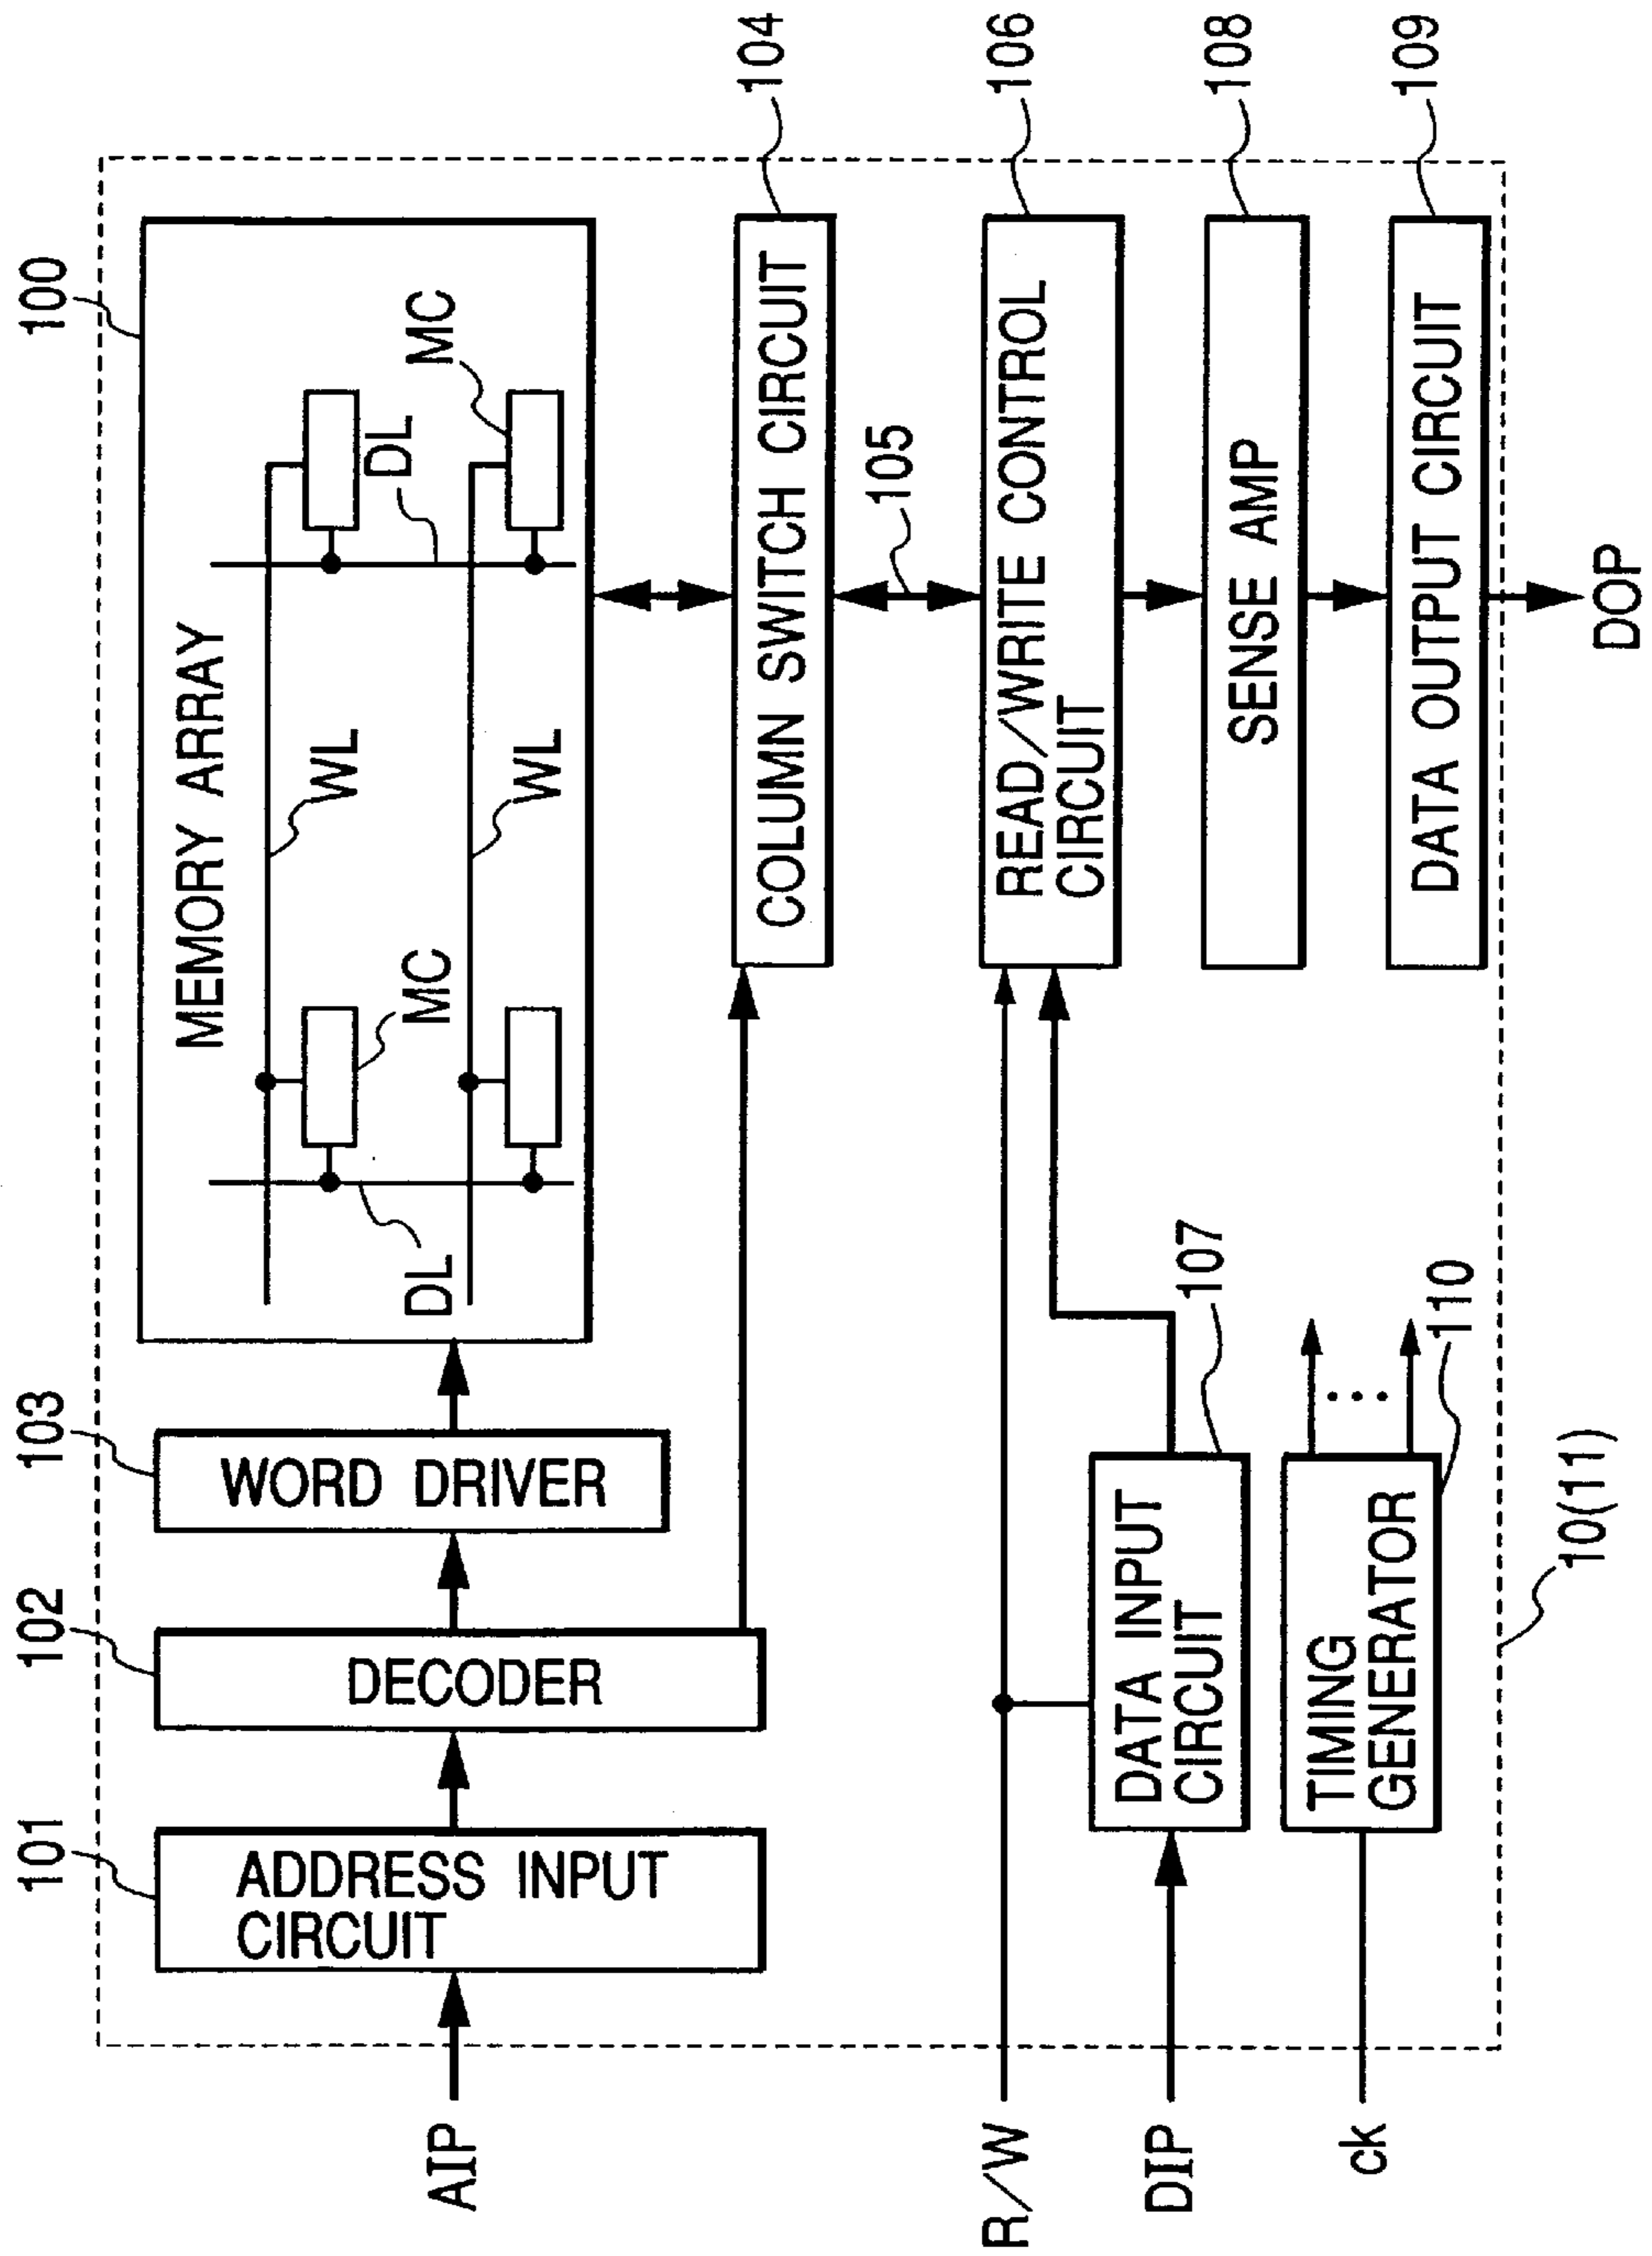 101
102
103
100
ADDRESS INPUT
CIRCUIT
DECODER
WORD DRIVER
MEMORY ARRAY
WL
MC
DL
MC
DL
WL
AIP
104
COLUMN SWITCH CIRCUIT
105
106
READ/WRITE CONTROL
CIRCUIT
R/W
107
DATA INPUT
CIRCUIT
DIP
108
SENSE AMP
TIMING
GENERATOR
ck
110
109
DATA OUTPUT CIRCUIT
10(11)
DOP